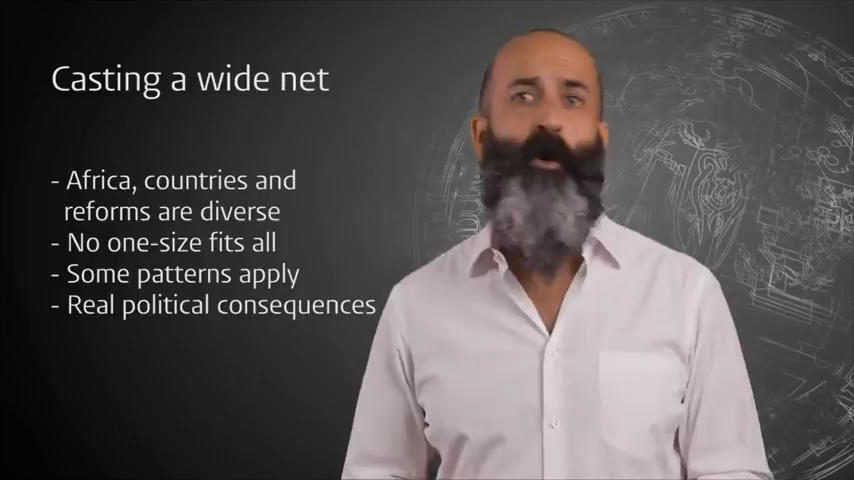 Casting a wide net
- Africa, countries and
reforms are diverse
- No one-size fits all
- Some patterns apply
- Real political consequences